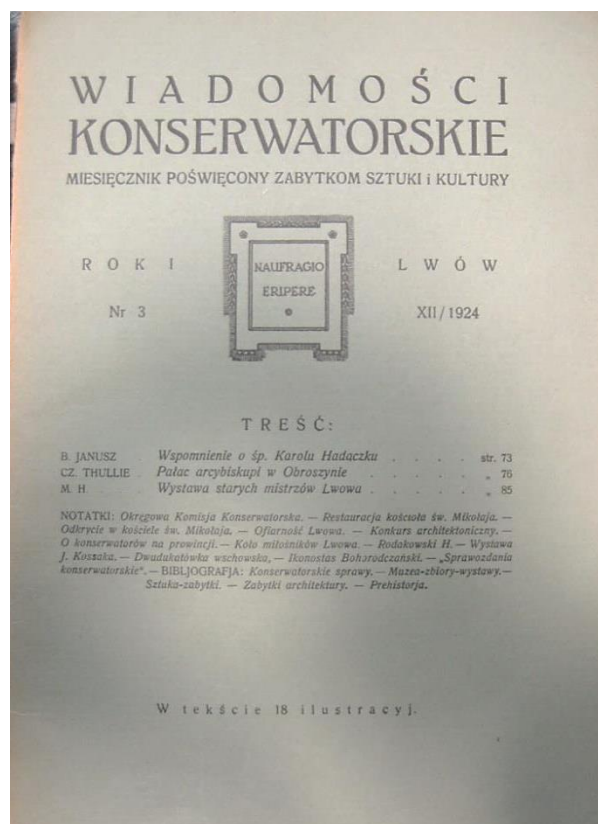 WIADOMOŚCI
KONSERWATORSKIE
MIESIĘCZNIK POŚWIĘCONY ZABYTKOM SZTUKI i KULTURY
ROK I
NAUFRAGIO
ERIPERE
LWÓW
Nr 3
XII/1924
TREŚĆ:
B. JANUSZ . Wspomnienie o śp. Karolu Hadaczku . . . . str. 73
CZ. THULLIE . Pałac arcybiskupi w Obroszynie . . . . . . „ 76
M. H . . . Wystawa starych mistrzów Lwowa . . . . . „ 85
NOTATKI: Okręgowa Komisja Konserwatorska. — Restauracja kościoła św. Mikołaja. —
Odkrycie w kościele św. Mikołaja. — Ofiarność Lwowa. — Konkurs architektoniczny. —
O konserwatorów na prowincji. — Koło miłośników Lwowa. — Rodakowski H. — Wystawa
J. Kossaka. — Dwudukatówka wschowska. — Ikonostas Bohorodczański. — „Sprawozdania
konserwatorskie“. — BIBLJOGRAFJA: Konserwatorskie sprawy. — Muzea-zbiory-wystawy. —
Sztuka-zabytki. — Zabytki architektury. — Prehistorja.
W tekście 18 ilustracyj.